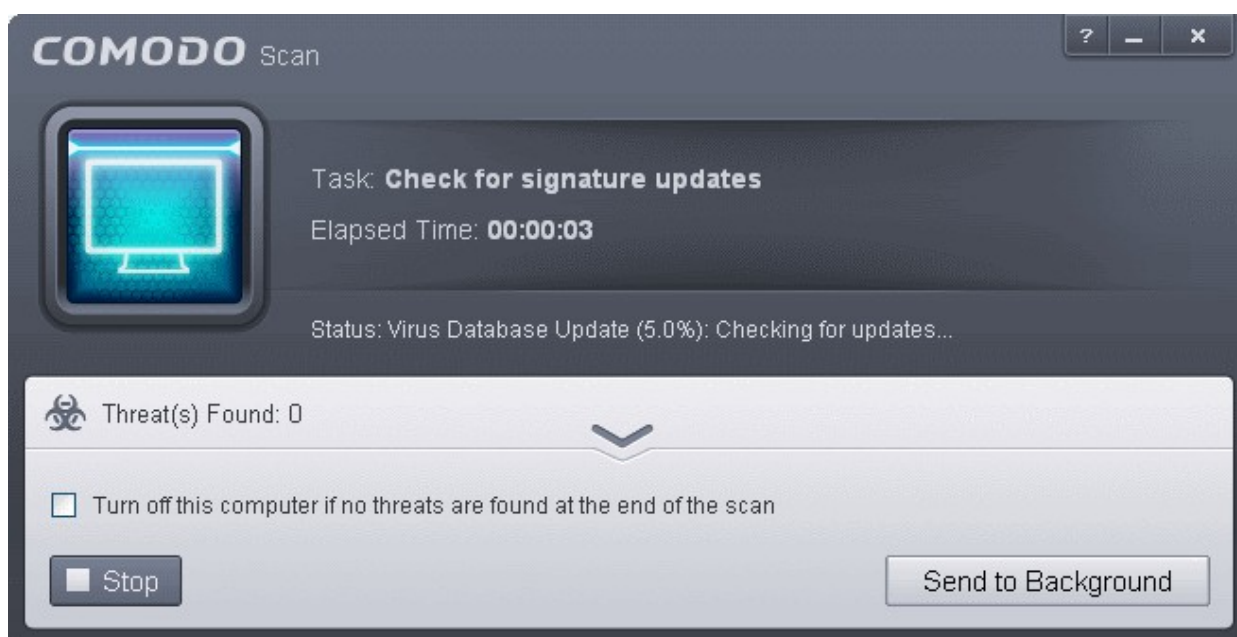 COMODO Scan
? – x
Task: Check for signature updates
Elapsed Time: 00:00:03
Status: Virus Database Update (5.0%): Checking for updates...
Threat(s) Found: 0
Turn off this computer if no threats are found at the end of the scan
Stop
Send to Background